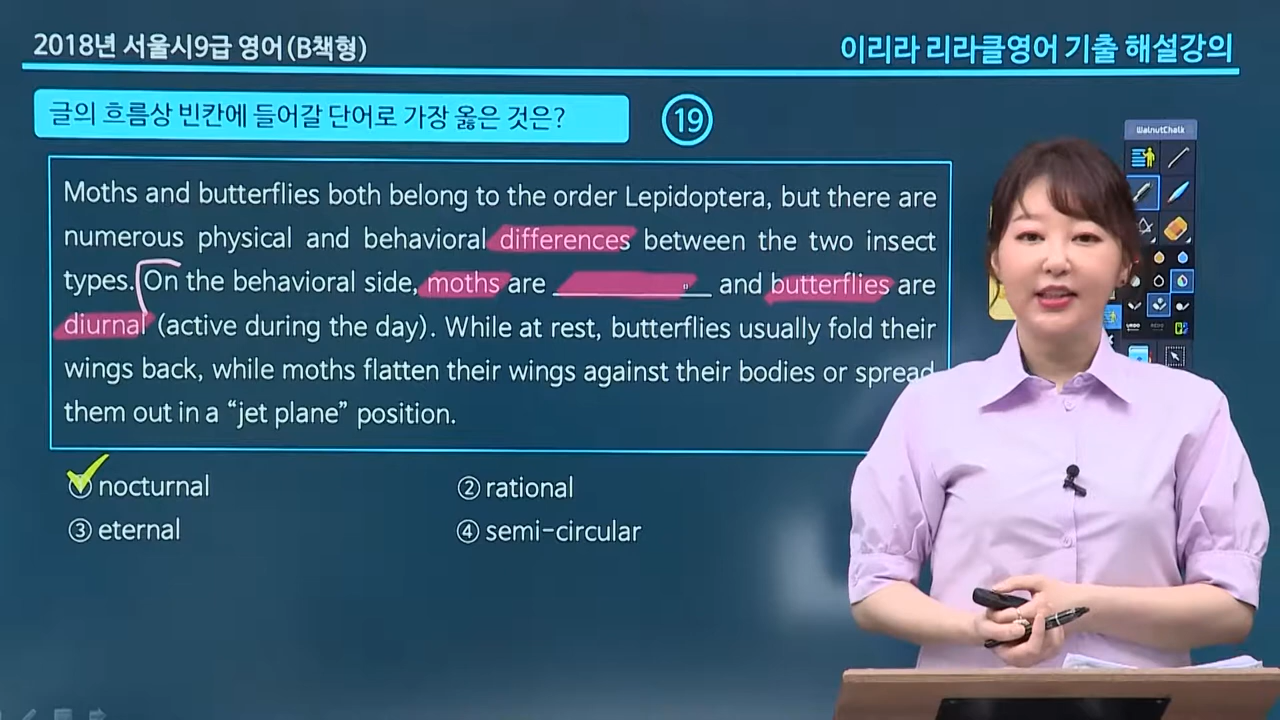 2018년 서울시9급 영어(B책형)
이리라 리라클영어 기출 해설강의
글의 흐름상 빈칸에 들어갈 단어로 가장 옳은 것은?
19
WalnutChalk
Moths and butterflies both belong to the order Lepidoptera, but there are
numerous physical and behavioral differences between the two insect
types. On the behavioral side, moths are ____________ and butterflies are
diurnal (active during the day). While at rest, butterflies usually fold their
wings back, while moths flatten their wings against their bodies or spread
them out in a “jet plane” position.
① nocturnal
② rational
③ eternal
④ semi-circular